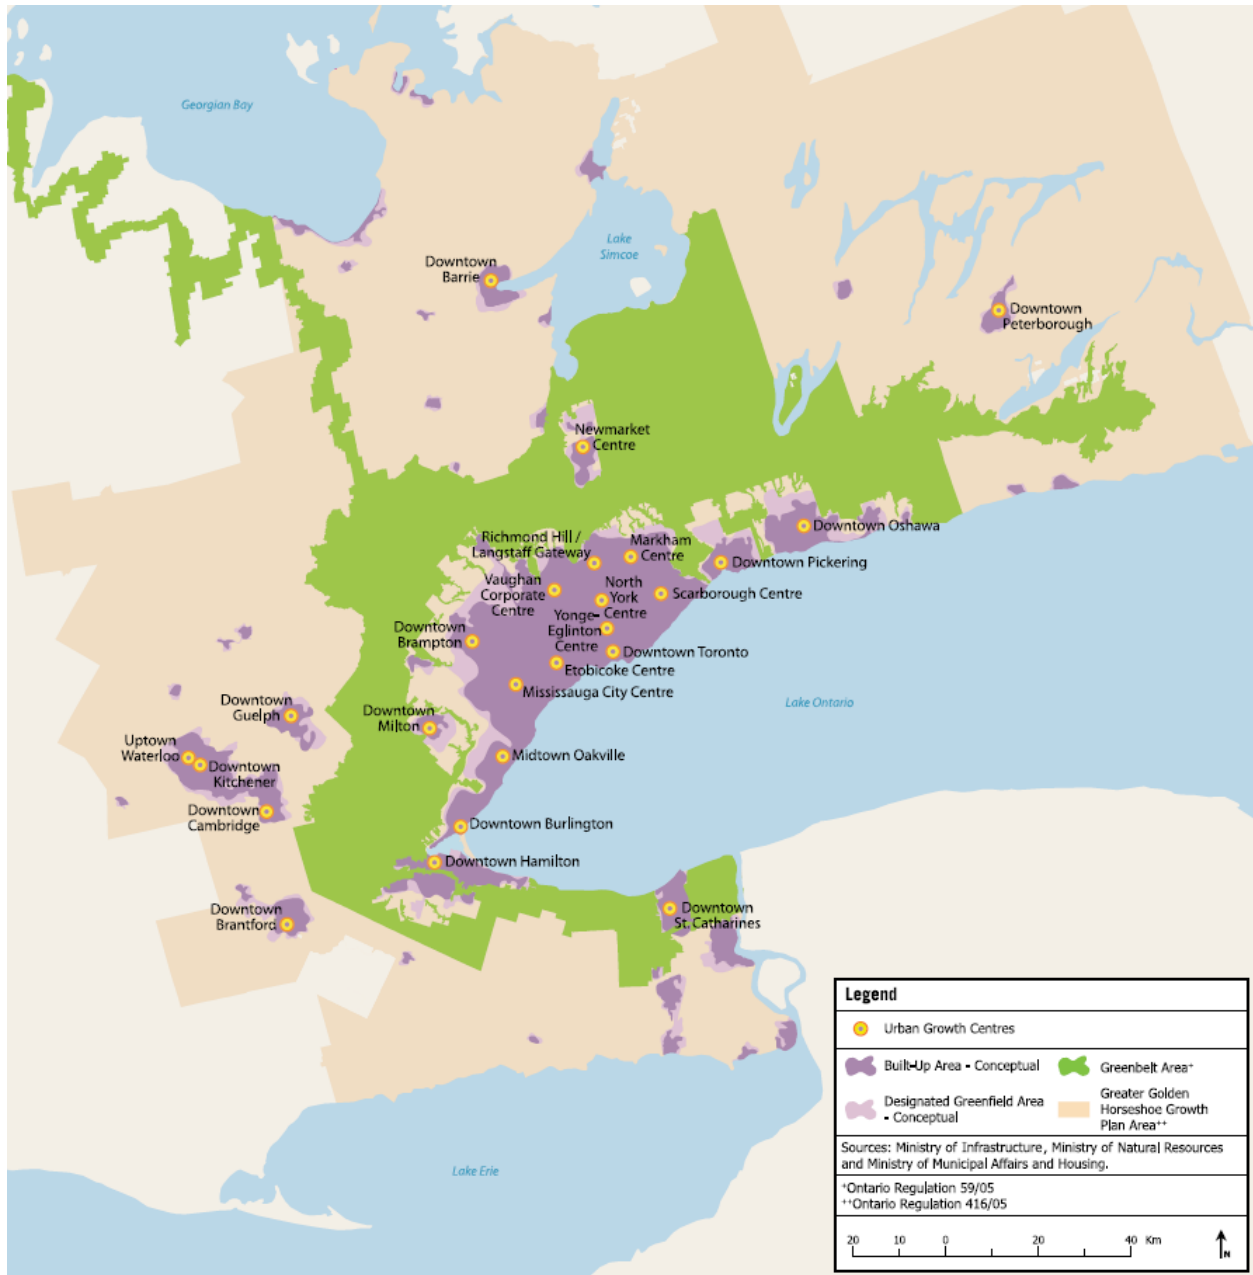 Georgian Bay
Lake
Simcoe
Downtown
Barrie
Downtown
Peterborough
Newmarket
Centre
Downtown Oshawa
Richmond Hill /
Langstaff Gateway
Markham
Centre
Downtown Pickering
Vaughan
Corporate
Centre
North
York
Centre
Scarborough Centre
Yonge-
Eglinton
Centre
Downtown
Brampton
Downtown Toronto
Etobicoke Centre
Mississauga City Centre
Downtown
Guelph
Downtown
Milton
Lake Ontario
Uptown
Waterloo
Downtown
Kitchener
Midtown Oakville
Downtown
Cambridge
Downtown Burlington
Downtown Hamilton
Downtown
Brantford
Downtown
St. Catharines
Lake Erie
Legend
Urban Growth Centres
Built-Up Area - Conceptual
Greenbelt Area+
Designated Greenfield Area
- Conceptual
Greater Golden
Horseshoe Growth
Plan Area++
Sources: Ministry of Infrastructure, Ministry of Natural Resources
and Ministry of Municipal Affairs and Housing.
+Ontario Regulation 59/05
++Ontario Regulation 416/05
20 10 0 20 40 Km
N